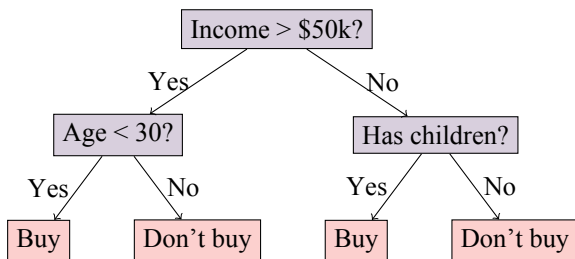 Income > $50k?
Yes
No
Age < 30?
Has children?
Yes
No
Yes
No
Buy
Don’t buy
Buy
Don’t buy